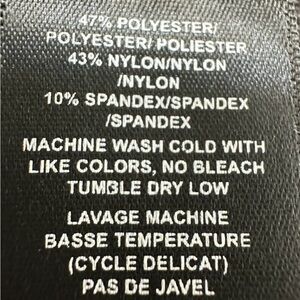 47% POLYESTER/
POLYESTER/ POLIESTER
43% NYLON/NYLON
/NYLON
10% SPANDEX/SPANDEX
/SPANDEX
MACHINE WASH COLD WITH
LIKE COLORS, NO BLEACH
TUMBLE DRY LOW
LAVAGE MACHINE
BASSE TEMPERATURE
(CYCLE DELICAT)
PAS DE JAVEL